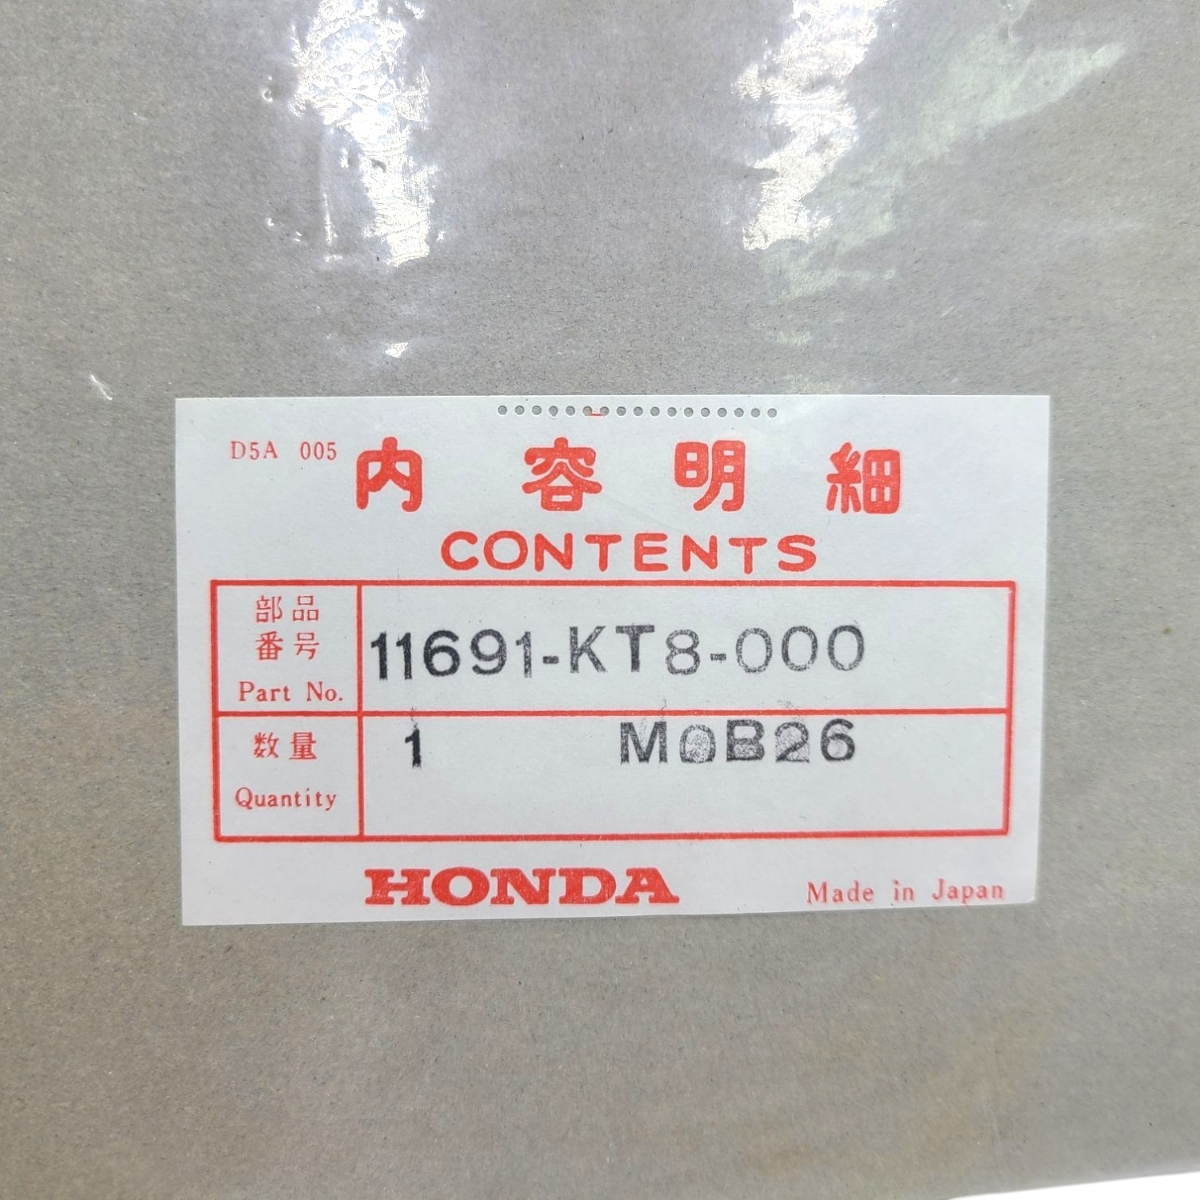 D5A 005
内容明細
CONTENTS
部品
番号
Part No.
11691-KT8-000
数量
Quantity
1 M0B26
HONDA
Made in Japan